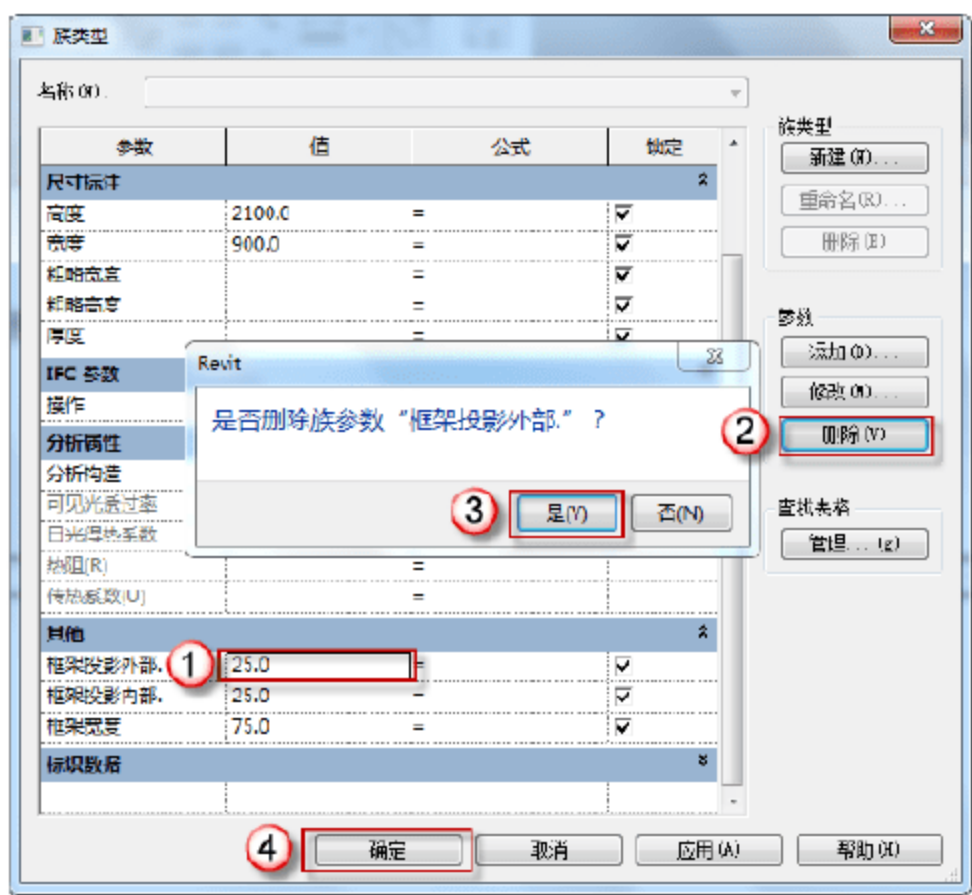 族类型
名称(N):
参数 值 公式 锁定
尺寸标注
高度 2100.0 =
宽度 900.0 =
粗略宽度 =
粗略高度 =
厚度 =
IFC 参数
操作
分析属性
分析构造
可见光透过率
日光得热系数
热阻(R) =
传热系数(U) =
其他
框架投影外部. ① 25.0 =
框架投影内部. 25.0 =
框架宽度 75.0 =
标识数据
Revit
是否删除族参数“框架投影外部.”？
③ 是(Y) 否(N)
族类型
新建(N)...
重命名(R)...
删除(E)
参数
添加(D)...
修改(M)...
② 删除(V)
查找表格
管理...(g)
④ 确定 取消 应用(A) 帮助(H)